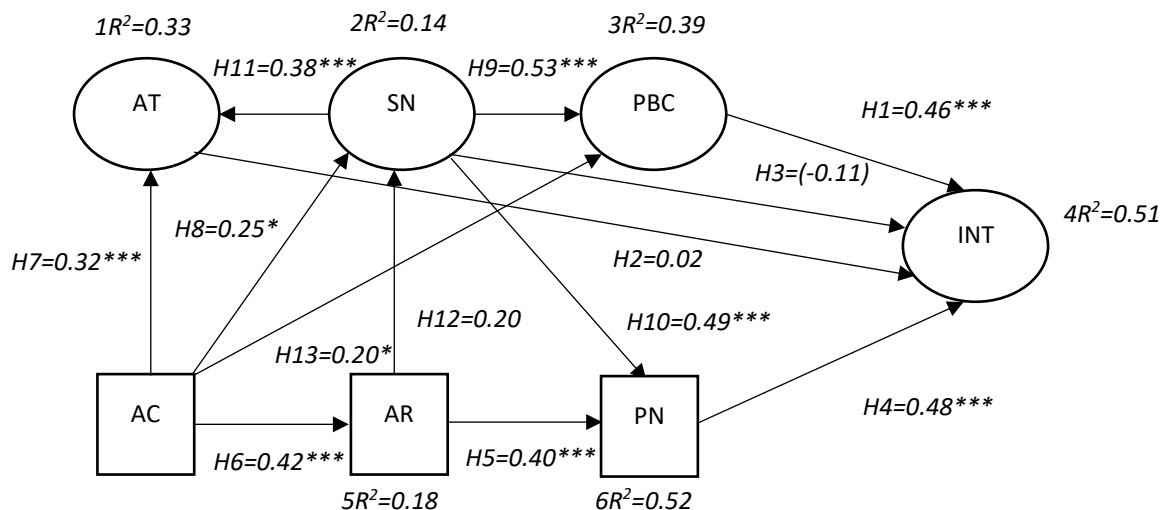 1R²=0.33
2R²=0.14
3R²=0.39
H11=0.38***
H9=0.53***
AT
SN
PBC
H1=0.46***
H3=(-0.11)
4R²=0.51
H8=0.25*
INT
H7=0.32***
H2=0.02
H12=0.20
H10=0.49***
H13=0.20*
AC
AR
PN
H4=0.48***
H6=0.42***
H5=0.40***
5R²=0.18
6R²=0.52